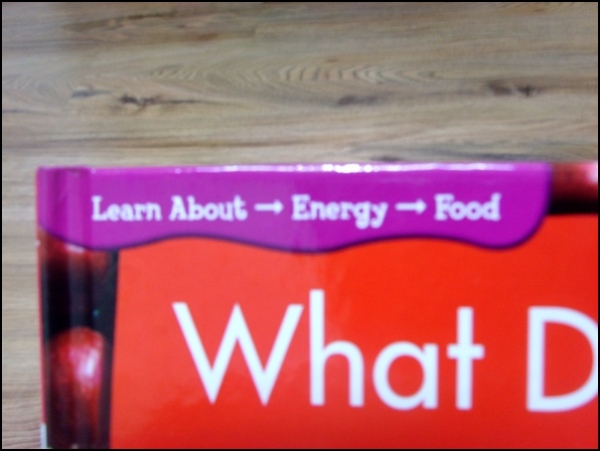 Learn About → Energy → Food
What D